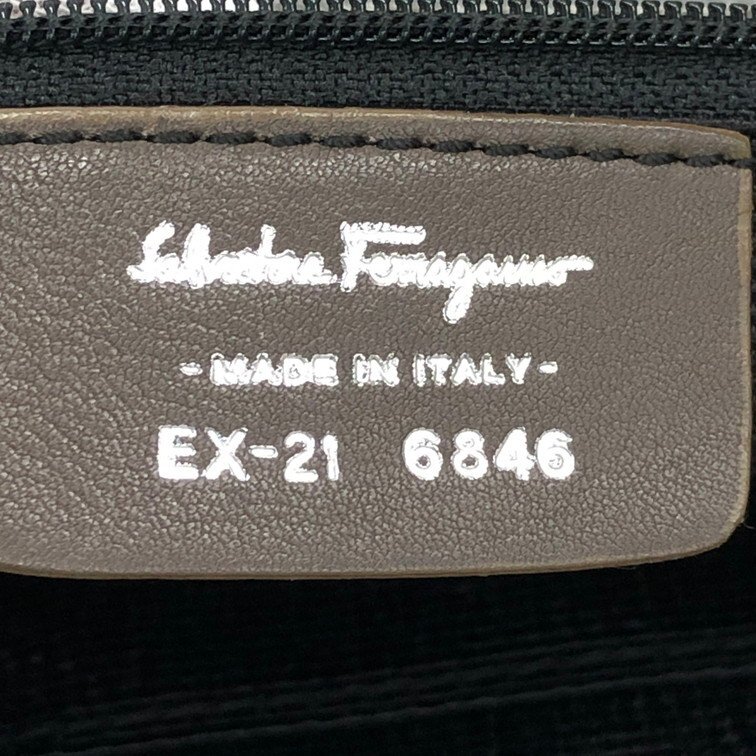 Salvatore Ferragamo
-MADE IN ITALY-
EX-21 6846